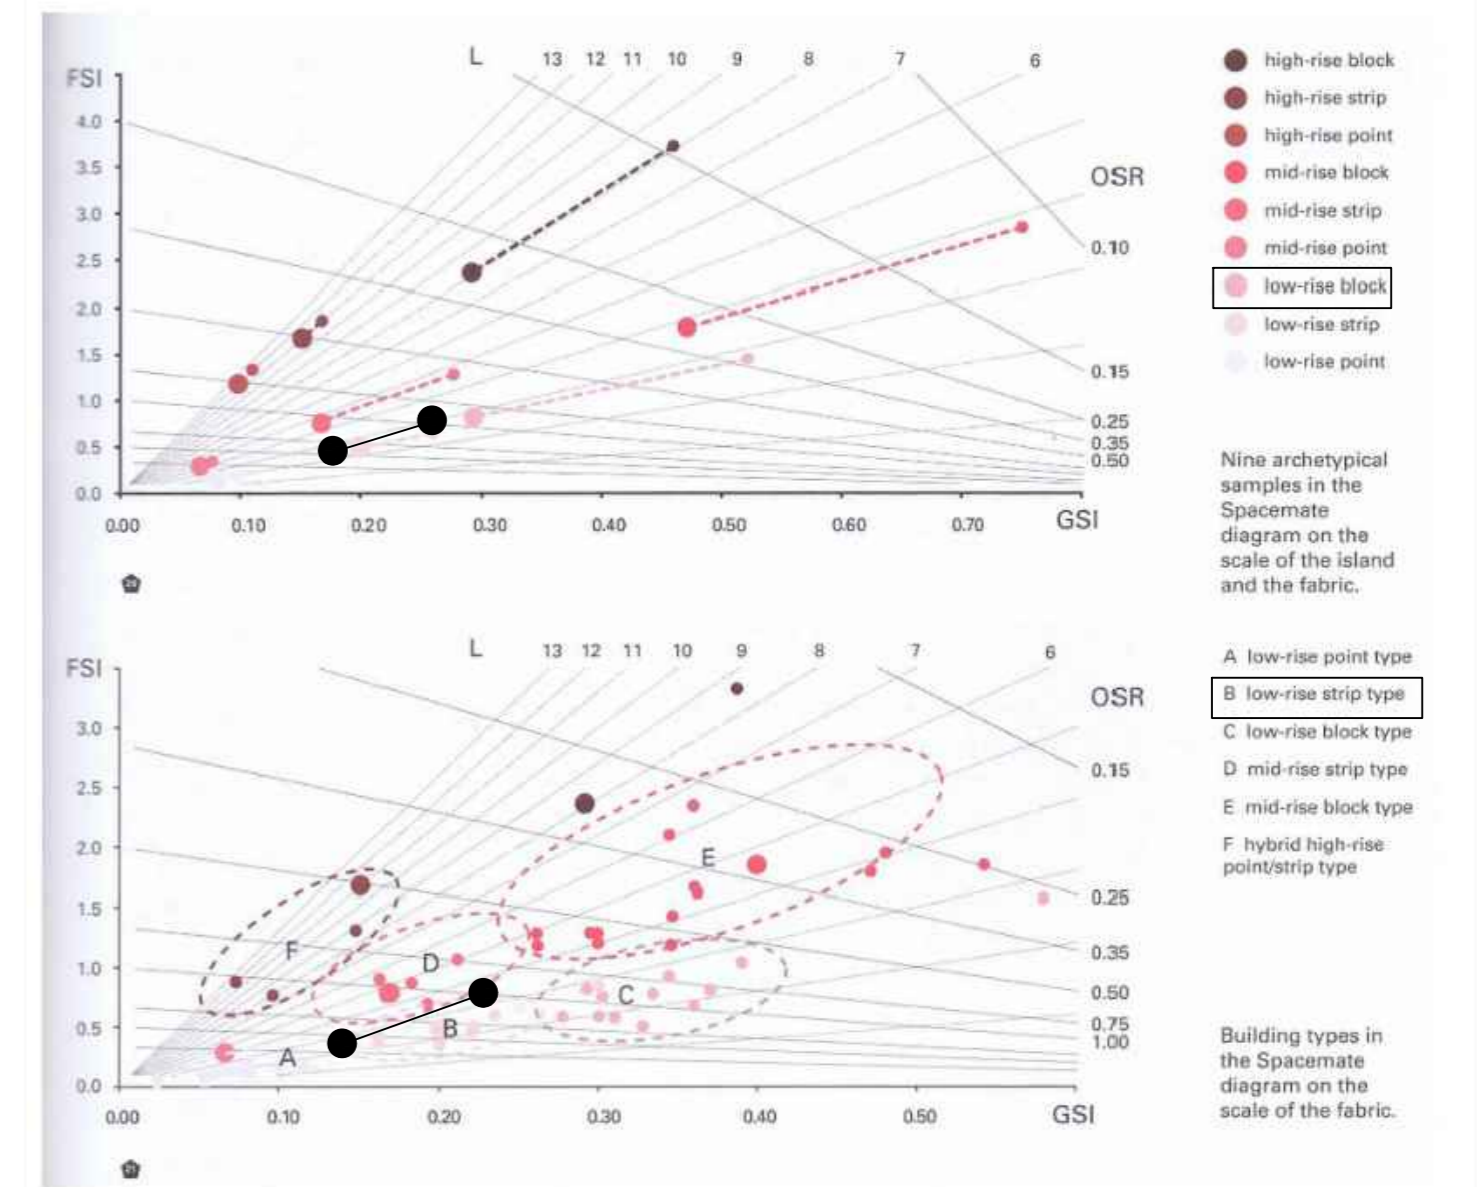 L 13 12 11 10 9 8 7 6
FSI
4.0
3.5
3.0
2.5
2.0
1.5
1.0
0.5
0.0
OSR
0.10
0.15
0.25
0.35
0.50
0.00 0.10 0.20 0.30 0.40 0.50 0.60 0.70 GSI
high-rise block
high-rise strip
high-rise point
mid-rise block
mid-rise strip
mid-rise point
low-rise block
low-rise strip
low-rise point
Nine archetypical
samples in the
Spacemate
diagram on the
scale of the island
and the fabric.
L 13 12 11 10 9 8 7 6
FSI
3.0
2.5
2.0
1.5
1.0
0.5
0.0
E
F
D
C
B
A
OSR
0.15
0.25
0.35
0.50
0.75
1.00
0.00 0.10 0.20 0.30 0.40 0.50 GSI
A low-rise point type
B low-rise strip type
C low-rise block type
D mid-rise strip type
E mid-rise block type
F hybrid high-rise
point/strip type
Building types in
the Spacemate
diagram on the
scale of the fabric.